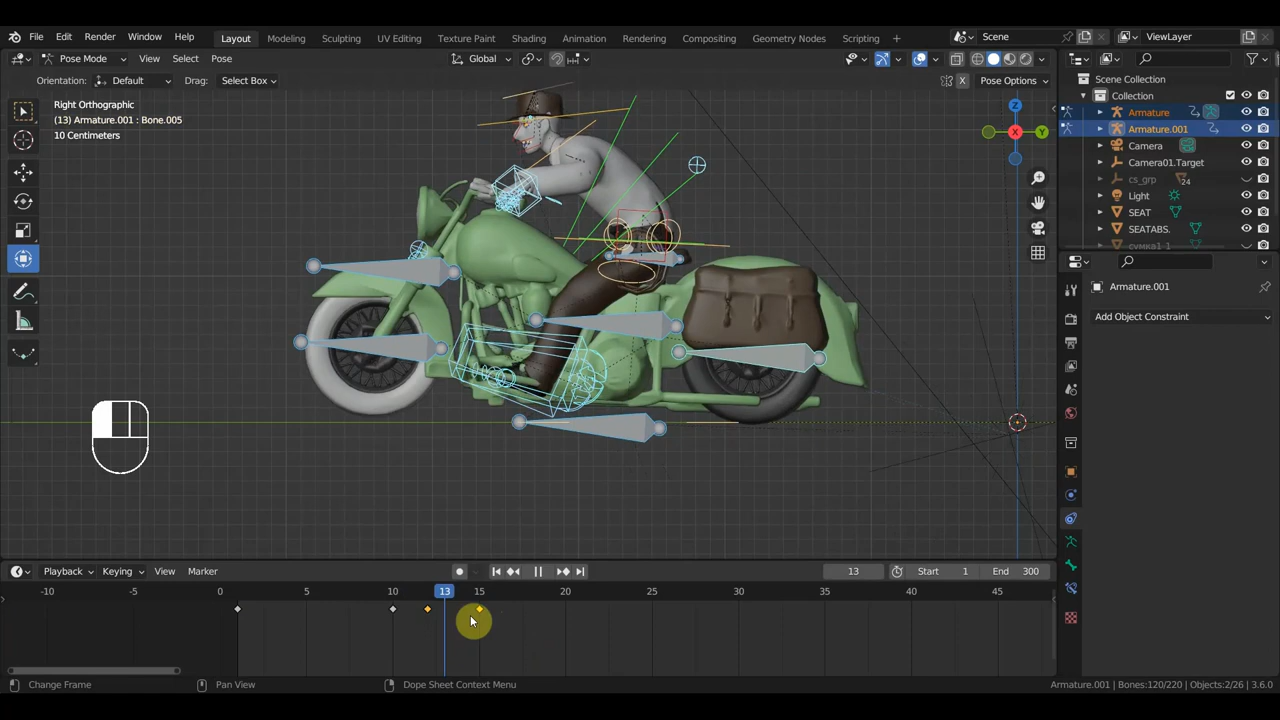 File Edit Render Window Help Layout Modeling Sculpting UV Editing Texture Paint Shading Animation Rendering Compositing Geometry Nodes Scripting + Scene ViewLayer
Pose Mode View Select Pose Global
Orientation: Default Drag: Select Box X Pose Options
Right Orthographic
(13) Armature.001 : Bone.005
10 Centimeters
Z
Y
X
Scene Collection
Collection
Armature
Armature.001
Camera
Camera01.Target
cs_grp 24
Light
SEAT
SEATABS.
сумка1_1
Armature.001
Add Object Constraint
Playback Keying View Marker 13 Start 1 End 300
-10 -5 0 5 10 13 15 20 25 30 35 40 45
Change Frame Pan View Dope Sheet Context Menu Armature.001 | Bones:120/220 | Objects:2/26 | 3.6.0